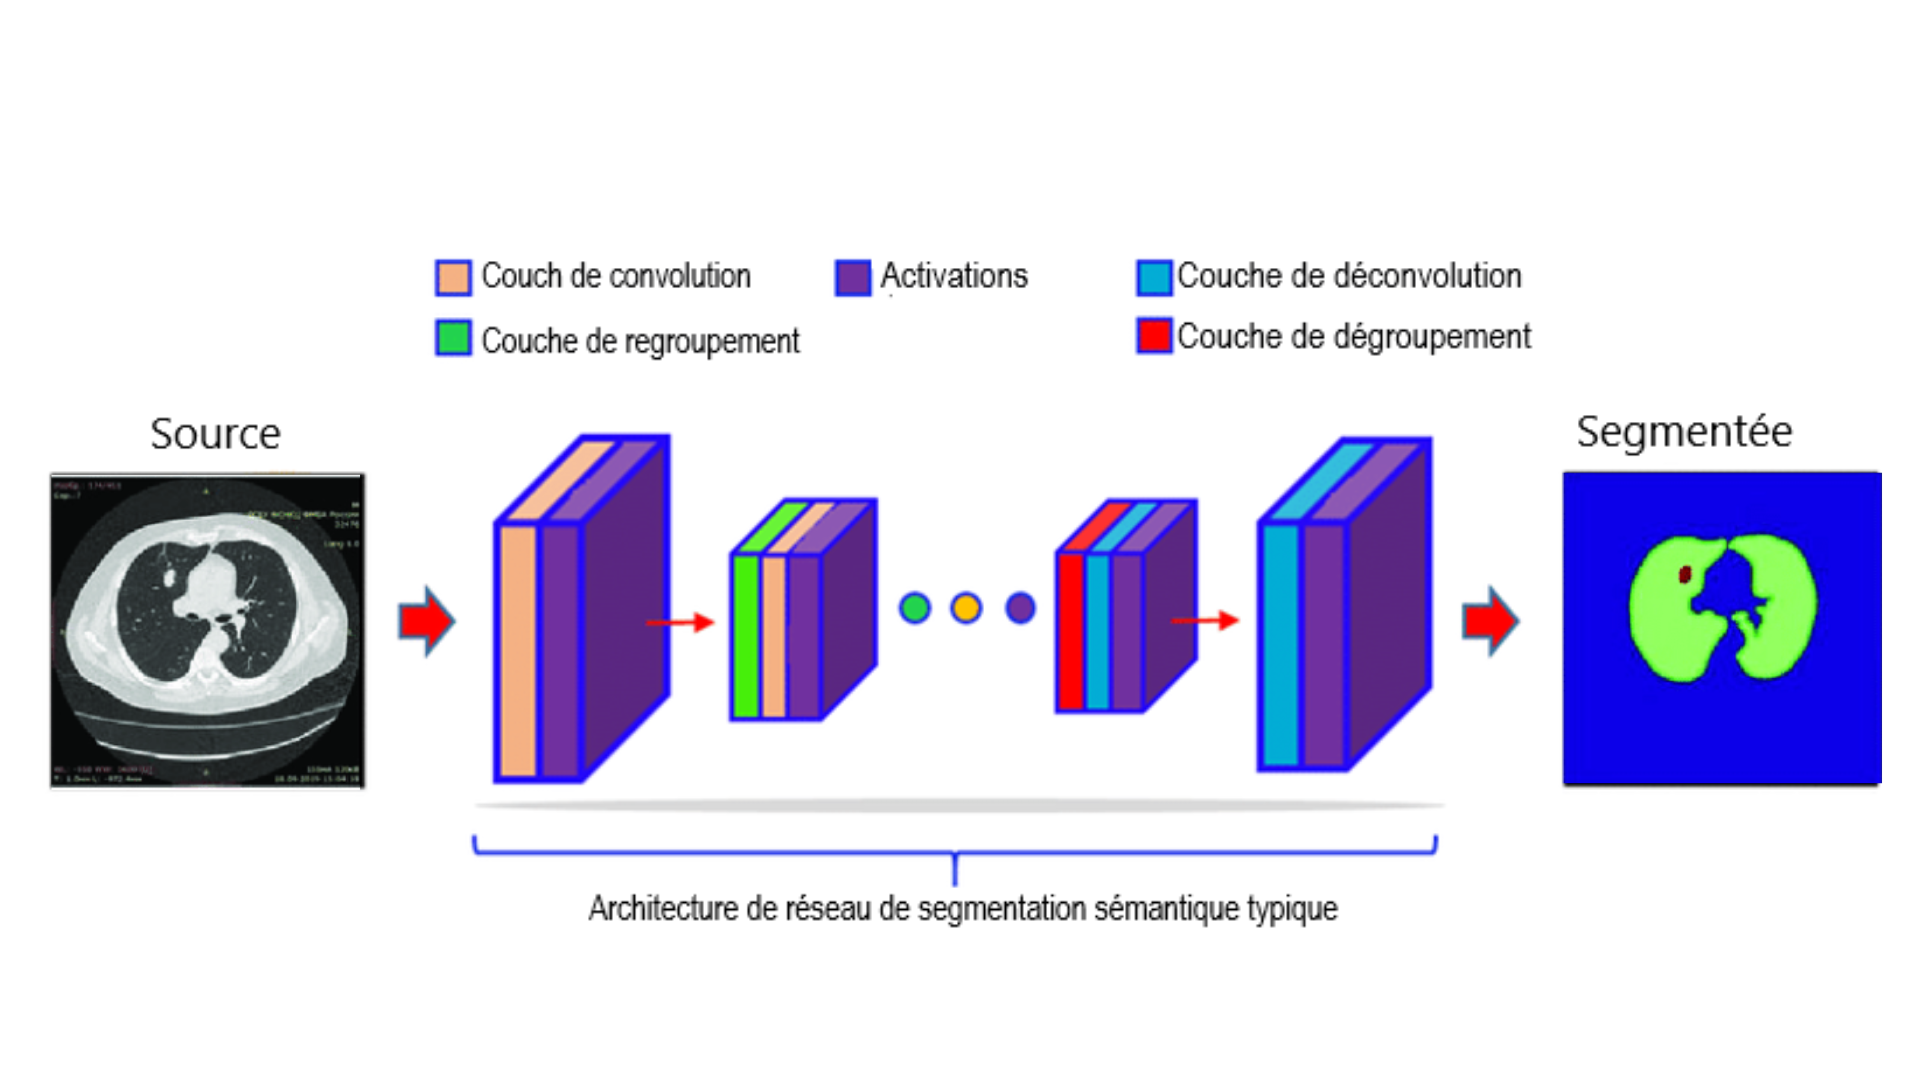 Couch de convolution
Activations
Couche de déconvolution
Couche de regroupement
Couche de dégroupement
Source
Segmentée
Architecture de réseau de segmentation sémantique typique